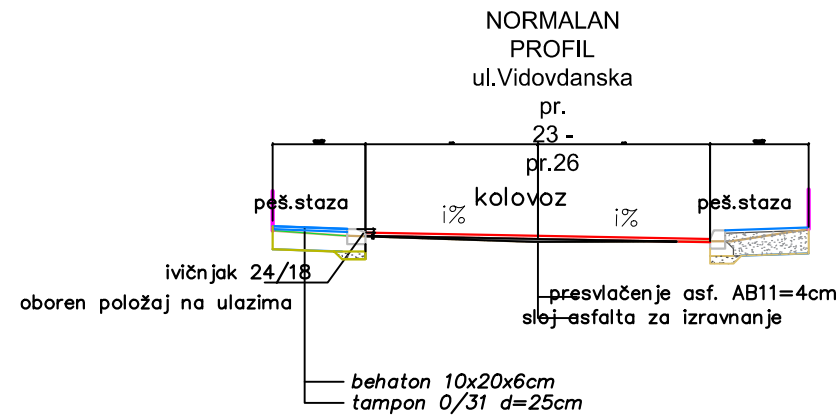 NORMALAN
PROFIL
ul.Vidovdanska
pr.
23 -
pr.26
peš.staza
kolovoz
peš.staza
i%
i%
ivičnjak 24/18
oboren položaj na ulazima
presvlačenje asf. AB11=4cm
sloj asfalta za izravnanje
behaton 10x20x6cm
tampon 0/31 d=25cm